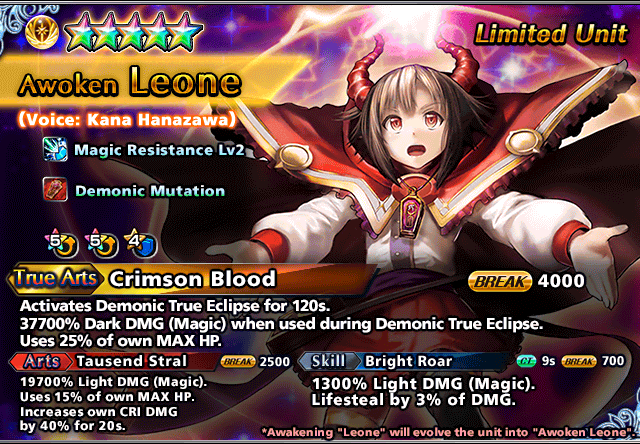 Limited Unit
Awoken Leone
(Voice: Kana Hanazawa)
Magic Resistance Lv2
Demonic Mutation
5 5 4
True Arts Crimson Blood BREAK 4000
Activates Demonic True Eclipse for 120s.
37700% Dark DMG (Magic) when used during Demonic True Eclipse.
Uses 25% of own MAX HP.
Arts Tausend Stral BREAK 2500
19700% Light DMG (Magic).
Uses 15% of own MAX HP.
Increases own CRI DMG
by 40% for 20s.
Skill Bright Roar CT 9s BREAK 700
1300% Light DMG (Magic).
Lifesteal by 3% of DMG.
*Awakening "Leone" will evolve the unit into "Awoken Leone".